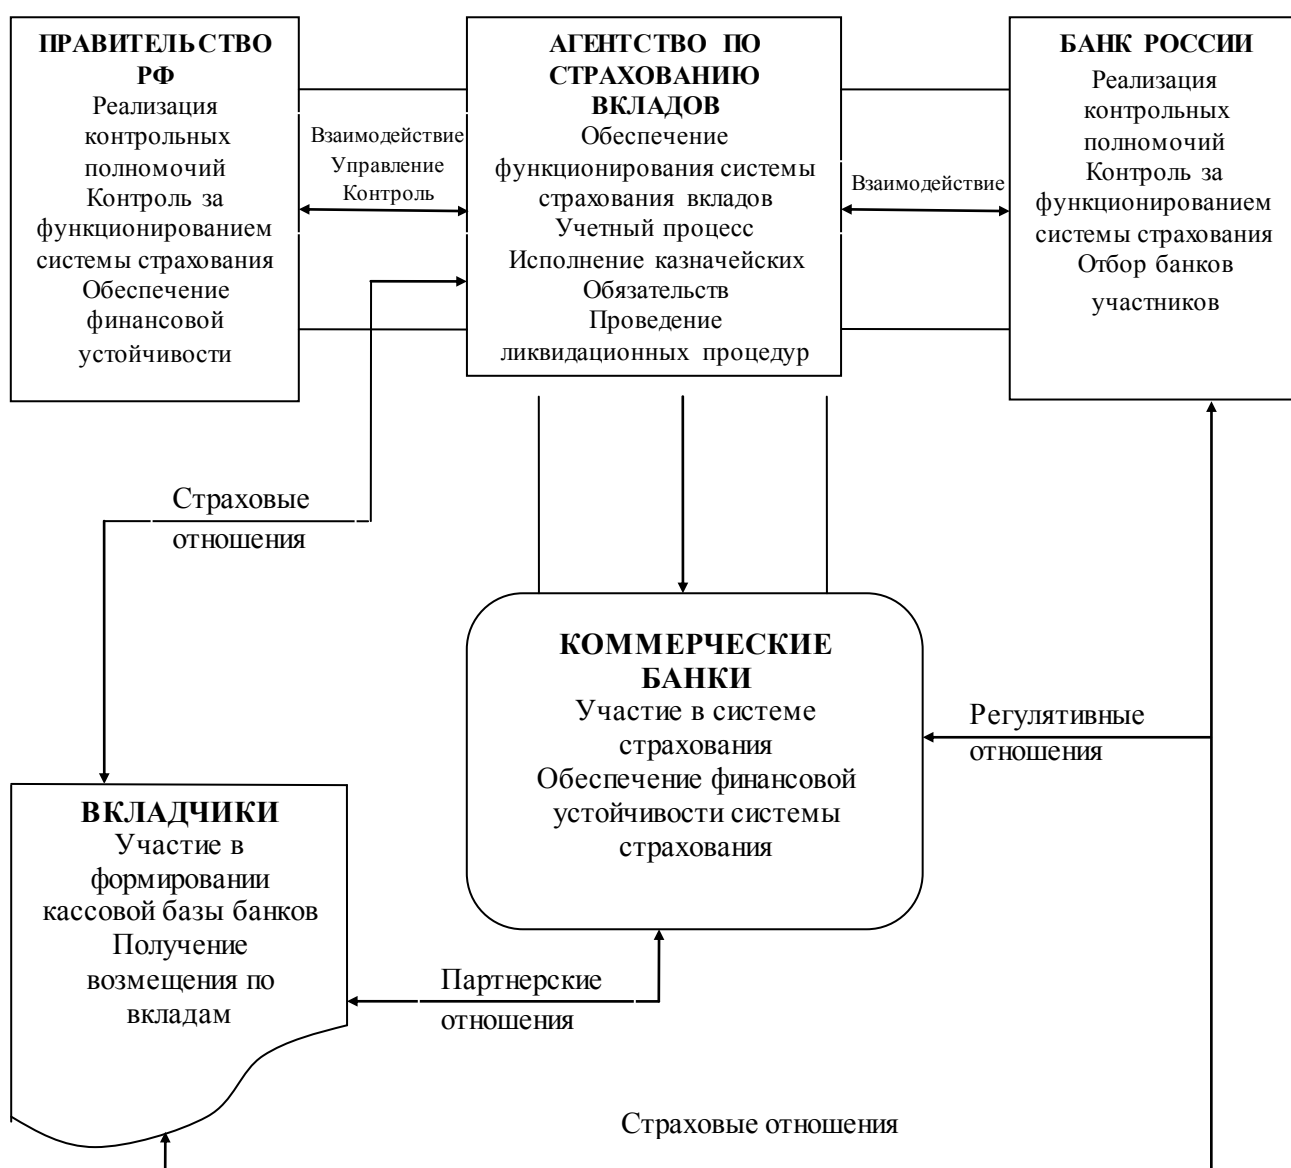 ПРАВИТЕЛЬСТВО
РФ
Реализация
контрольных
полномочий
Контроль за
функционированием
системы страхования
Обеспечение
финансовой
устойчивости
Взаимодействие
Управление
Контроль
АГЕНТСТВО ПО
СТРАХОВАНИЮ
ВКЛАДОВ
Обеспечение
функционирования системы
страхования вкладов
Учетный процесс
Исполнение казначейских
Обязательств
Проведение
ликвидационных процедур
Взаимодействие
БАНК РОССИИ
Реализация
контрольных
полномочий
Контроль за
функционированием
системы страхования
Отбор банков
участников
Страховые
отношения
КОММЕРЧЕСКИЕ
БАНКИ
Участие в системе
страхования
Обеспечение финансовой
устойчивости системы
страхования
Регулятивные
отношения
ВКЛАДЧИКИ
Участие в
формировании
кассовой базы банков
Получение
возмещения по
вкладам
Партнерские
отношения
Страховые отношения